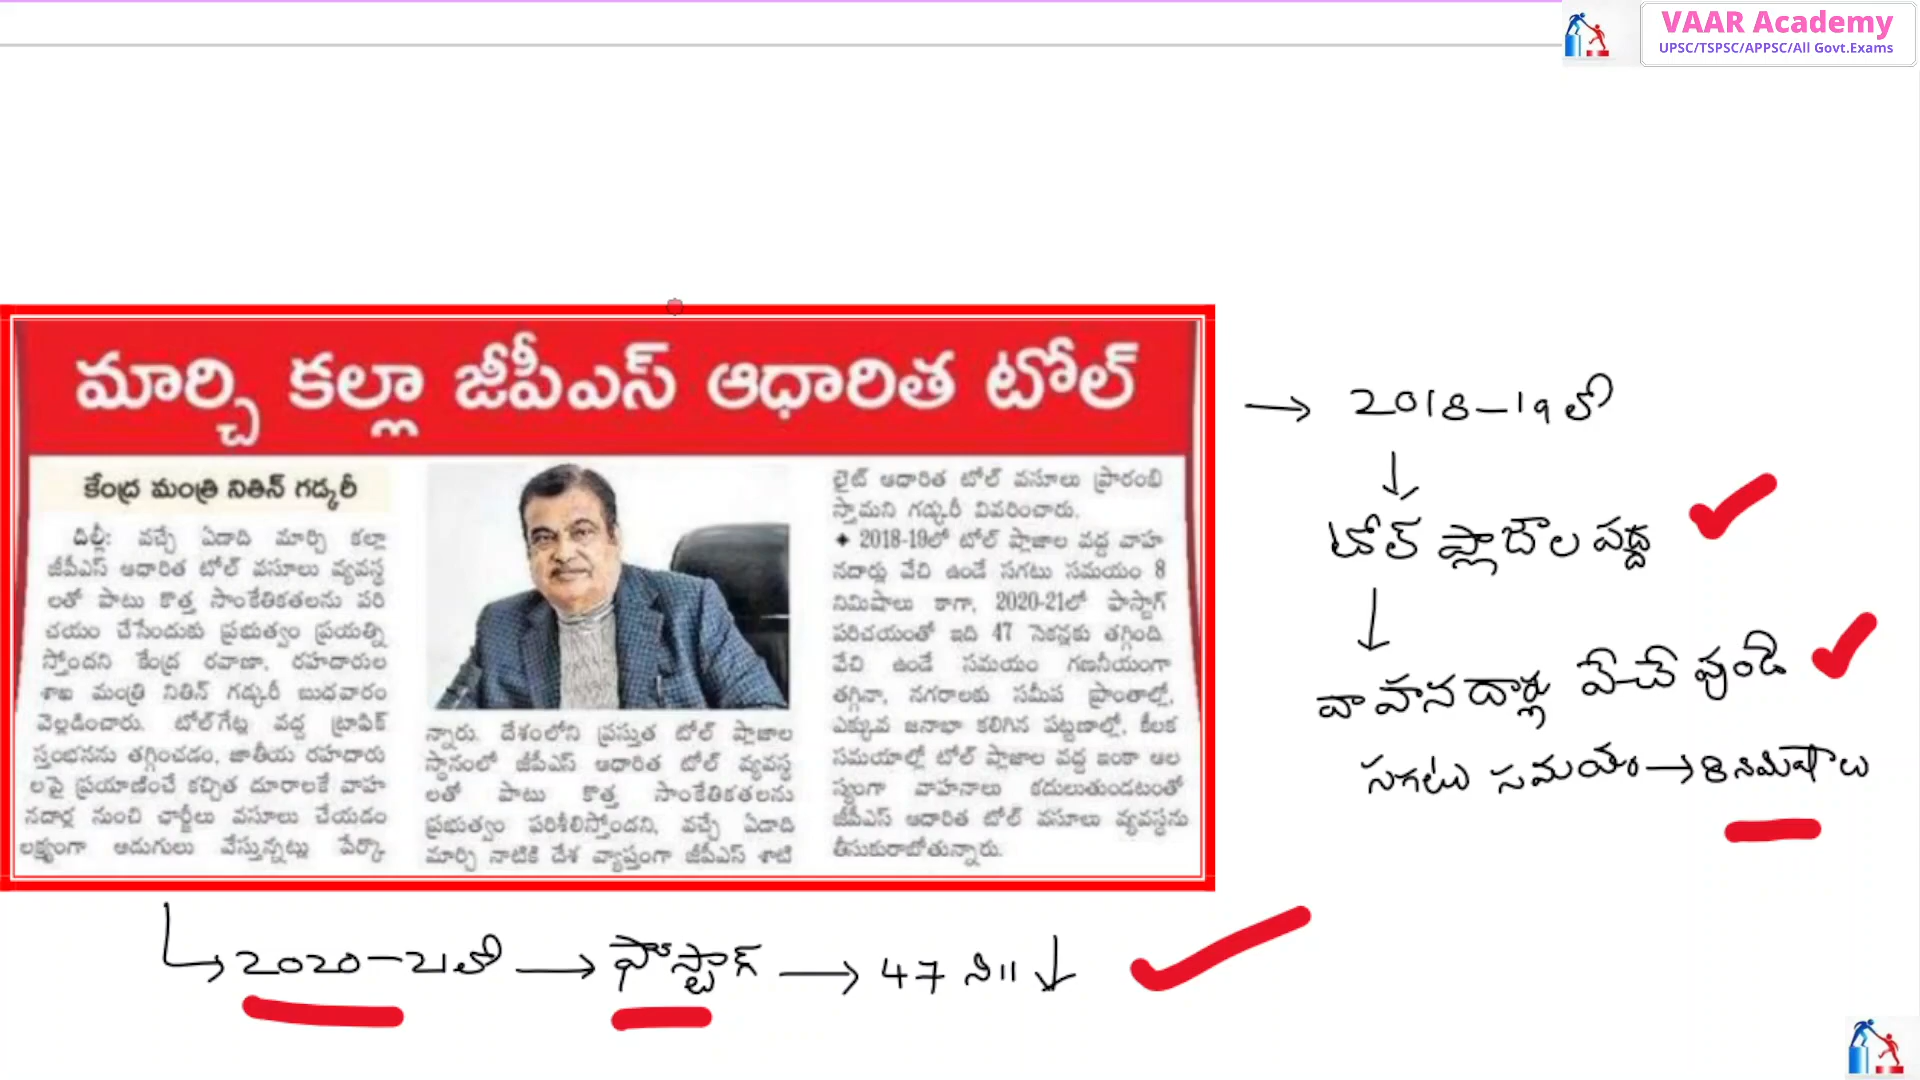 VAAR Academy
UPSC/TSPSC/APPSC/All Govt.Exams
మార్చి కల్లా జీపీఎస్ ఆధారిత టోల్
కేంద్ర మంత్రి నితిన్ గడ్కరీ
దిల్లీ: వచ్చే ఏడాది మార్చి కల్లా
జీపీఎస్ ఆధారిత టోల్ వసూలు వ్యవస్థ
లతో పాటు కొత్త సాంకేతికతలను పరి
చయం చేసేందుకు ప్రభుత్వం ప్రయత్ని
స్తోందని కేంద్ర రవాణా, రహదారుల
శాఖ మంత్రి నితిన్ గడ్కరీ బుధవారం
వెల్లడించారు. టోల్‌గేట్ల వద్ద ట్రాఫిక్
స్తంభనను తగ్గించడం, జాతీయ రహదారు
లపై ప్రయాణించే కచ్చిత దూరాలకే వాహ
నదార్ల నుంచి ఛార్జీలు వసూలు చేయడం
లక్ష్యంగా అడుగులు వేస్తున్నట్లు పేర్కొ
న్నారు. దేశంలోని ప్రస్తుత టోల్ ప్లాజాల
స్థానంలో జీపీఎస్ ఆధారిత టోల్ వ్యవస్థ
లతో పాటు కొత్త సాంకేతికతలను
ప్రభుత్వం పరిశీలిస్తోందని, వచ్చే ఏడాది
మార్చి నాటికి దేశ వ్యాప్తంగా జీపీఎస్ శాటి
లైట్ ఆధారిత టోల్ వసూలు ప్రారంభి
స్తామని గడ్కరీ వివరించారు.
✦ 2018-19లో టోల్ ప్లాజాల వద్ద వాహ
నదార్లు వేచి ఉండే సగటు సమయం 8
నిమిషాలు కాగా, 2020-21లో ఫాస్టాగ్
పరిచయంతో ఇది 47 సెకన్లకు తగ్గింది.
వేచి ఉండే సమయం గణనీయంగా
తగ్గినా, నగరాలకు సమీప ప్రాంతాల్లో,
ఎక్కువ జనాభా కలిగిన పట్టణాల్లో, కీలక
సమయాల్లో టోల్ ప్లాజాల వద్ద ఇంకా ఆల
స్యంగా వాహనాలు కదులుతుండటంతో
జీపీఎస్ ఆధారిత టోల్ వసూలు వ్యవస్థను
తీసుకురాబోతున్నారు.
→ 2018-19లో
టోల్ ప్లాజాల వద్ద
వాహనదార్లు వేచే వుండే
సగటు సమయం → 8 నిమిషాలు
2020-21లో → ఫాస్టాగ్ → 47 ని॥ ↓